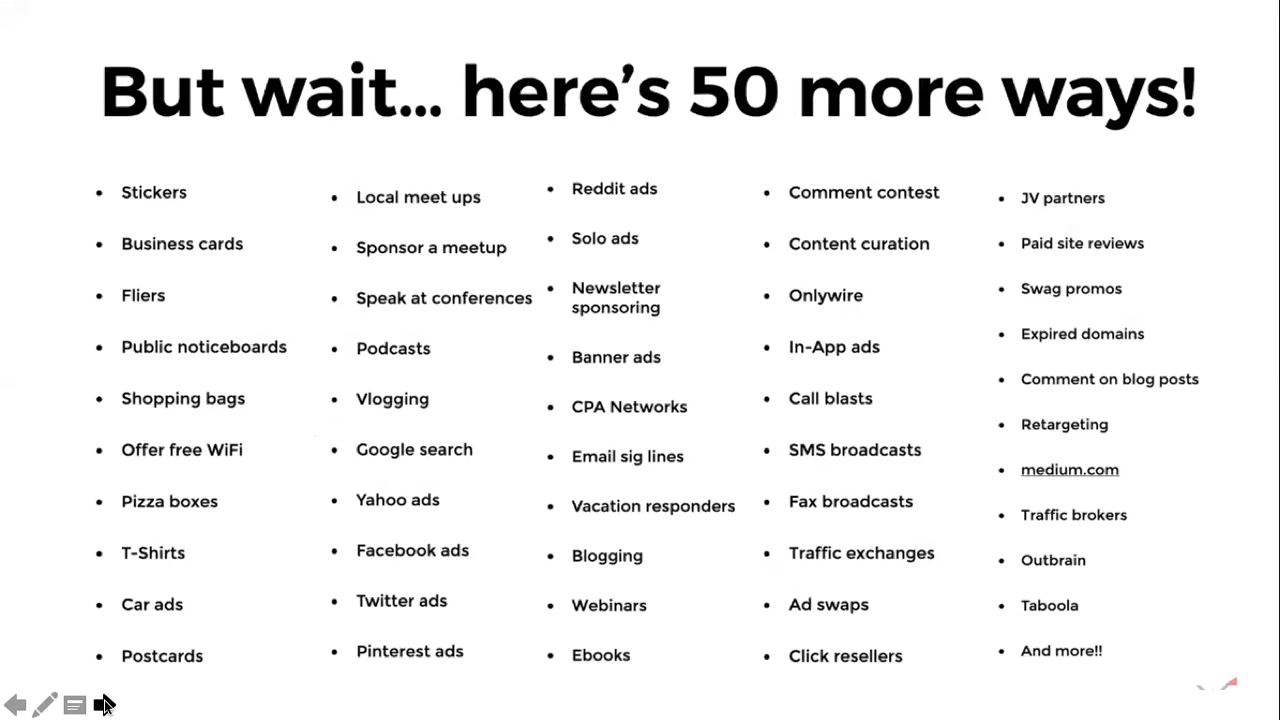 But wait... here's 50 more ways!
Stickers
Business cards
Fliers
Public noticeboards
Shopping bags
Offer free WiFi
Pizza boxes
T-Shirts
Car ads
Postcards
Local meet ups
Sponsor a meetup
Speak at conferences
Podcasts
Vlogging
Google search
Yahoo ads
Facebook ads
Twitter ads
Pinterest ads
Reddit ads
Solo ads
Newsletter
sponsoring
Banner ads
CPA Networks
Email sig lines
Vacation responders
Blogging
Webinars
Ebooks
Comment contest
Content curation
Onlywire
In-App ads
Call blasts
SMS broadcasts
Fax broadcasts
Traffic exchanges
Ad swaps
Click resellers
JV partners
Paid site reviews
Swag promos
Expired domains
Comment on blog posts
Retargeting
medium.com
Traffic brokers
Outbrain
Taboola
And more!!